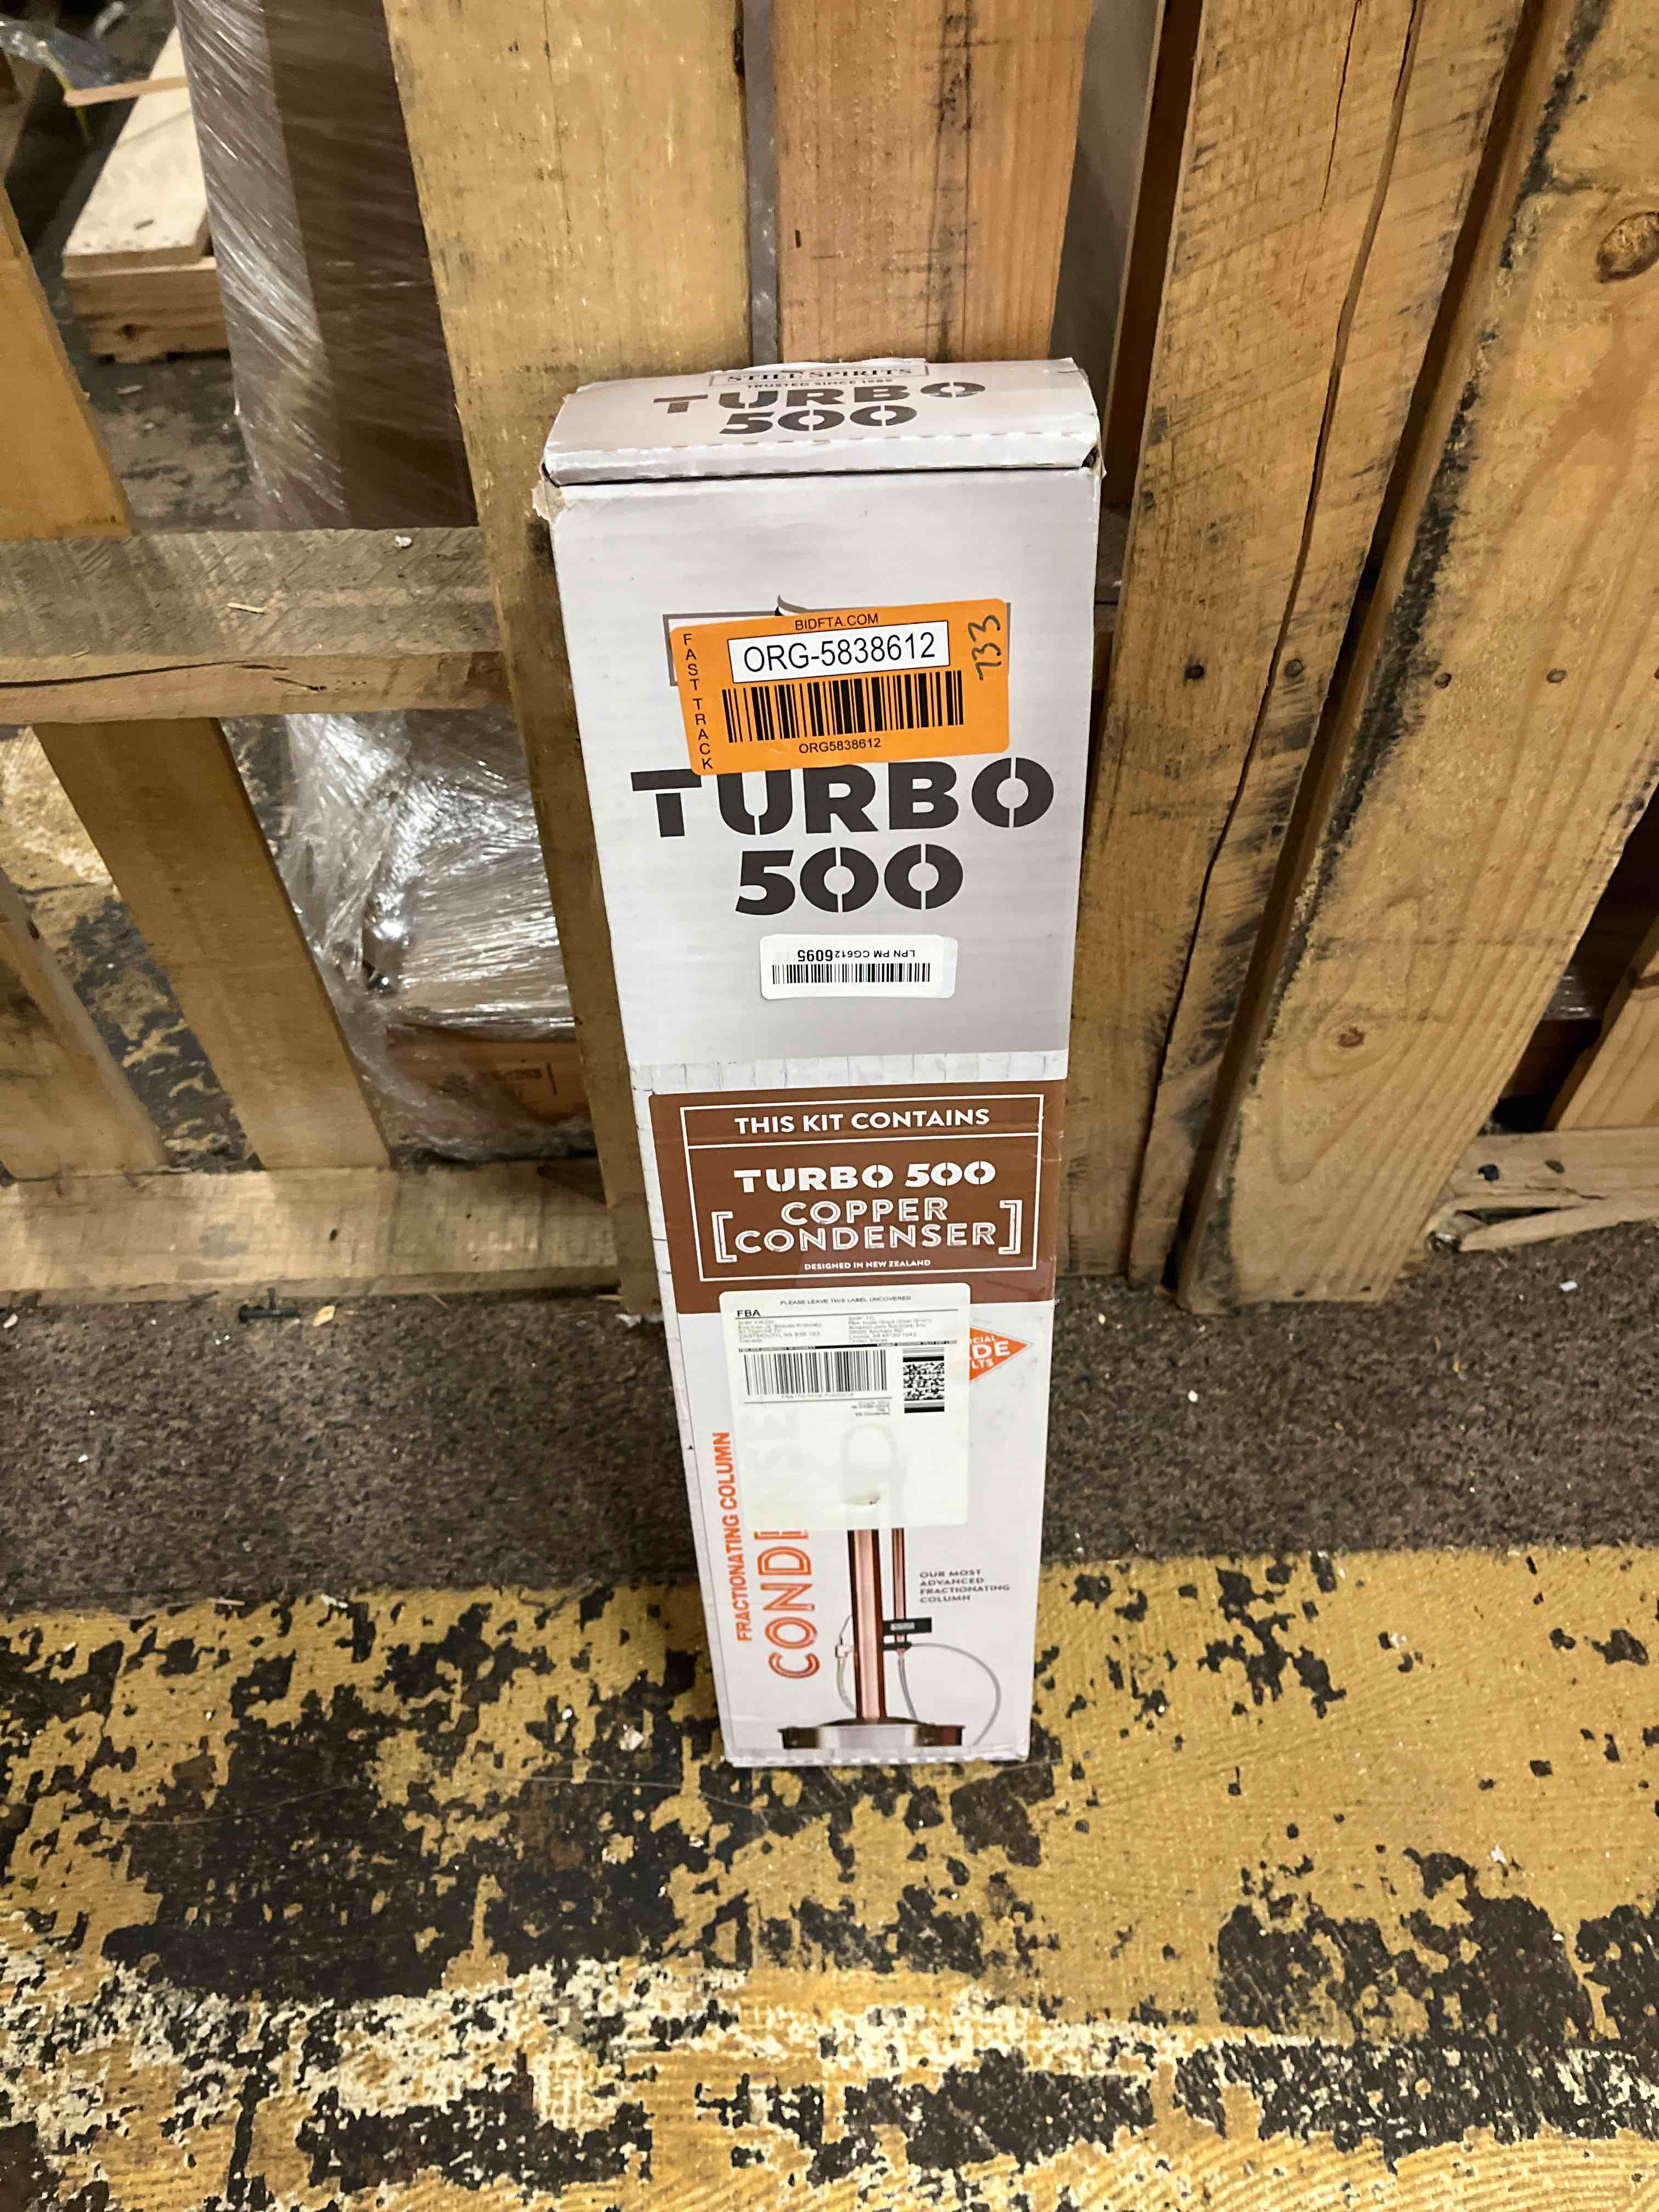 STILL SPIRITS
TRUSTED SINCE 1989
TURBO
500
BIDFTA.COM
FAST TRACK
ORG-5838612
733
ORG5838612
TURBO
500
LPN PM CG6126095
THIS KIT CONTAINS
TURBO 500
COPPER
CONDENSER
DESIGNED IN NEW ZEALAND
PLEASE LEAVE THIS LABEL UNCOVERED
FBA
FRACTIONATING COLUMN
OUR MOST
ADVANCED
FRACTIONATING
COLUMN